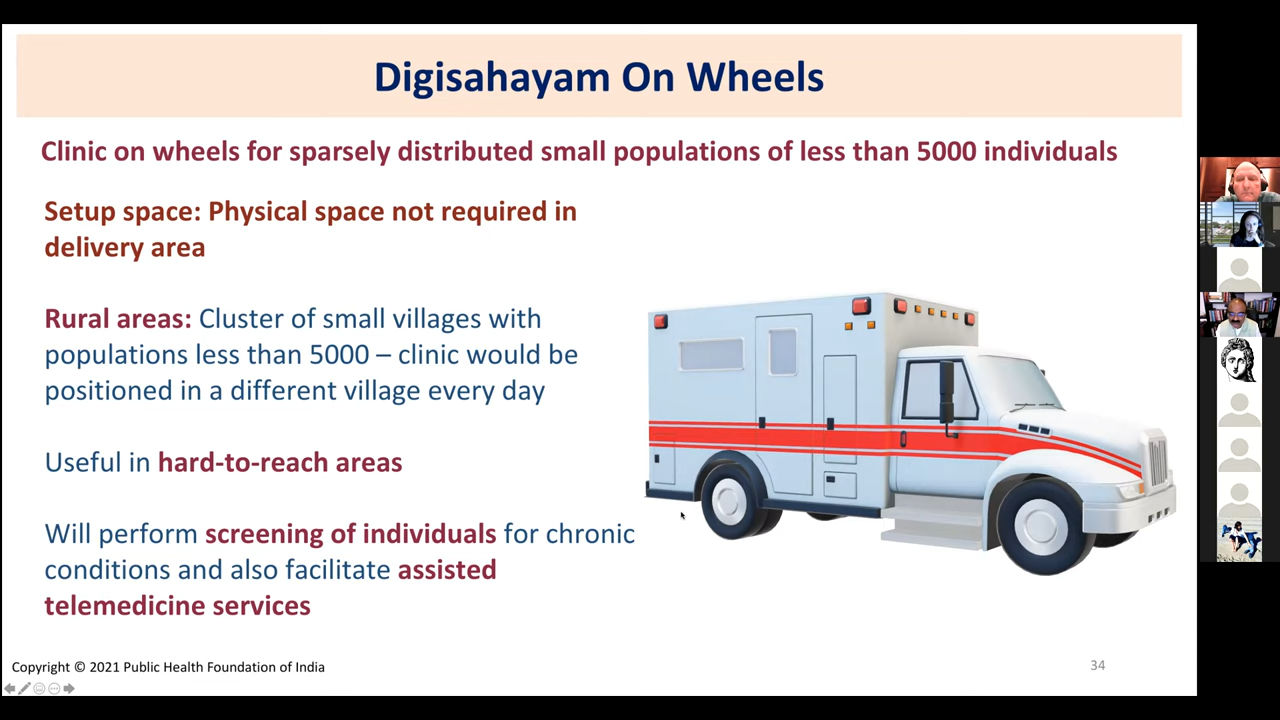 Digisahayam On Wheels
Clinic on wheels for sparsely distributed small populations of less than 5000 individuals
Setup space: Physical space not required in
delivery area
Rural areas: Cluster of small villages with
populations less than 5000 – clinic would be
positioned in a different village every day
Useful in hard-to-reach areas
Will perform screening of individuals for chronic
conditions and also facilitate assisted
telemedicine services
Copyright © 2021 Public Health Foundation of India
34